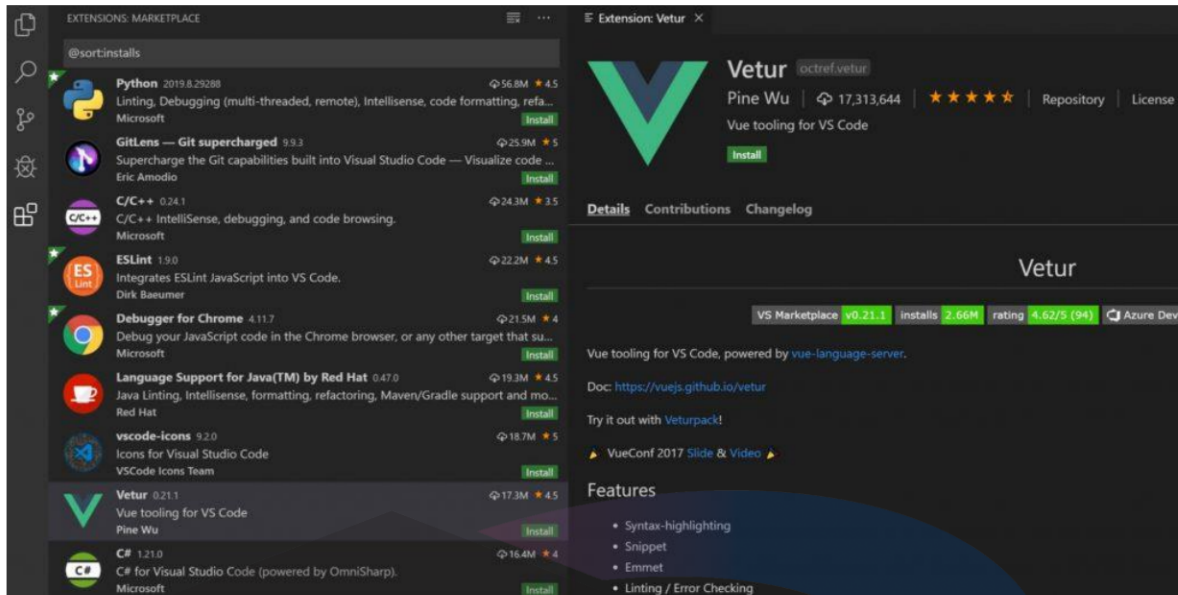 EXTENSIONS: MARKETPLACE
@sort:installs
Python 2019.8.29288 56.8M ★ 4.5
Linting, Debugging (multi-threaded, remote), Intellisense, code formatting, refa...
Microsoft Install
GitLens — Git supercharged 9.9.3 25.9M ★ 5
Supercharge the Git capabilities built into Visual Studio Code — Visualize code ...
Eric Amodio Install
C/C++
C/C++ 0.24.1 24.3M ★ 3.5
C/C++ IntelliSense, debugging, and code browsing.
Microsoft Install
ES
Lint
ESLint 1.9.0 22.2M ★ 4.5
Integrates ESLint JavaScript into VS Code.
Dirk Baeumer Install
Debugger for Chrome 4.11.7 21.5M ★ 4
Debug your JavaScript code in the Chrome browser, or any other target that su...
Microsoft Install
Language Support for Java(TM) by Red Hat 0.47.0 19.3M ★ 4.5
Java Linting, Intellisense, formatting, refactoring, Maven/Gradle support and mo...
Red Hat Install
vscode-icons 9.2.0 18.7M ★ 5
Icons for Visual Studio Code
VSCode Icons Team Install
Vetur 0.21.1 17.3M ★ 4.5
Vue tooling for VS Code
Pine Wu Install
C#
C# 1.21.0 16.4M ★ 4
C# for Visual Studio Code (powered by OmniSharp).
Microsoft Install
Extension: Vetur ×
Vetur octref.vetur
Pine Wu | 17,313,644 | ★★★★★ | Repository | License
Vue tooling for VS Code
Install
Details Contributions Changelog
Vetur
VS Marketplace v0.21.1 installs 2.66M rating 4.62/5 (94) Azure Dev
Vue tooling for VS Code, powered by vue-language-server.
Doc: https://vuejs.github.io/vetur
Try it out with Veturpack!
🎉 VueConf 2017 Slide & Video 🎉
Features
• Syntax-highlighting
• Snippet
• Emmet
• Linting / Error Checking